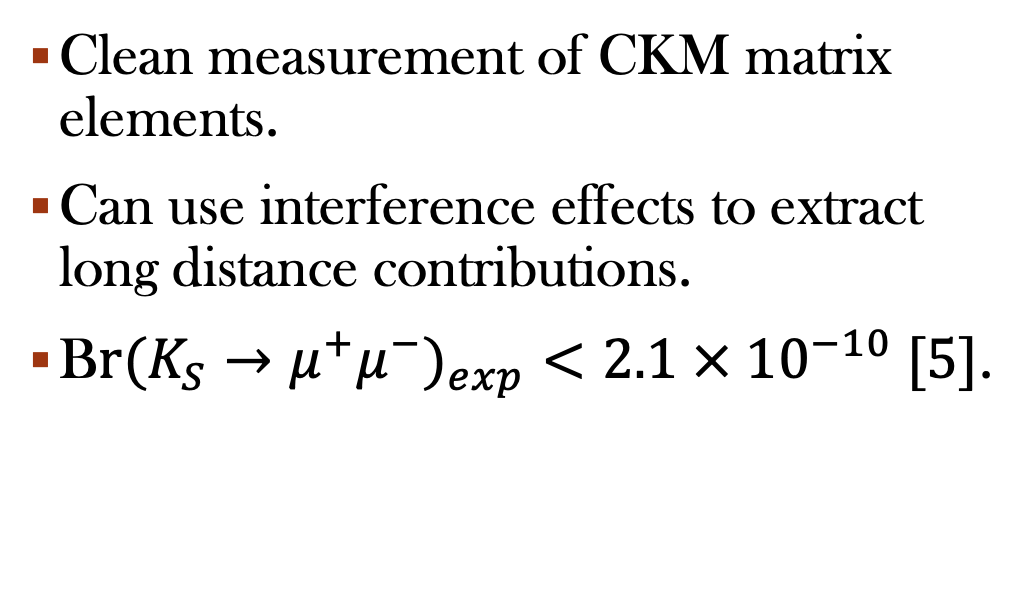 ▪ Clean measurement of CKM matrix
elements.
▪ Can use interference effects to extract
long distance contributions.
▪ Br(K_S → μ⁺μ⁻)_exp < 2.1 × 10⁻¹⁰ [5].